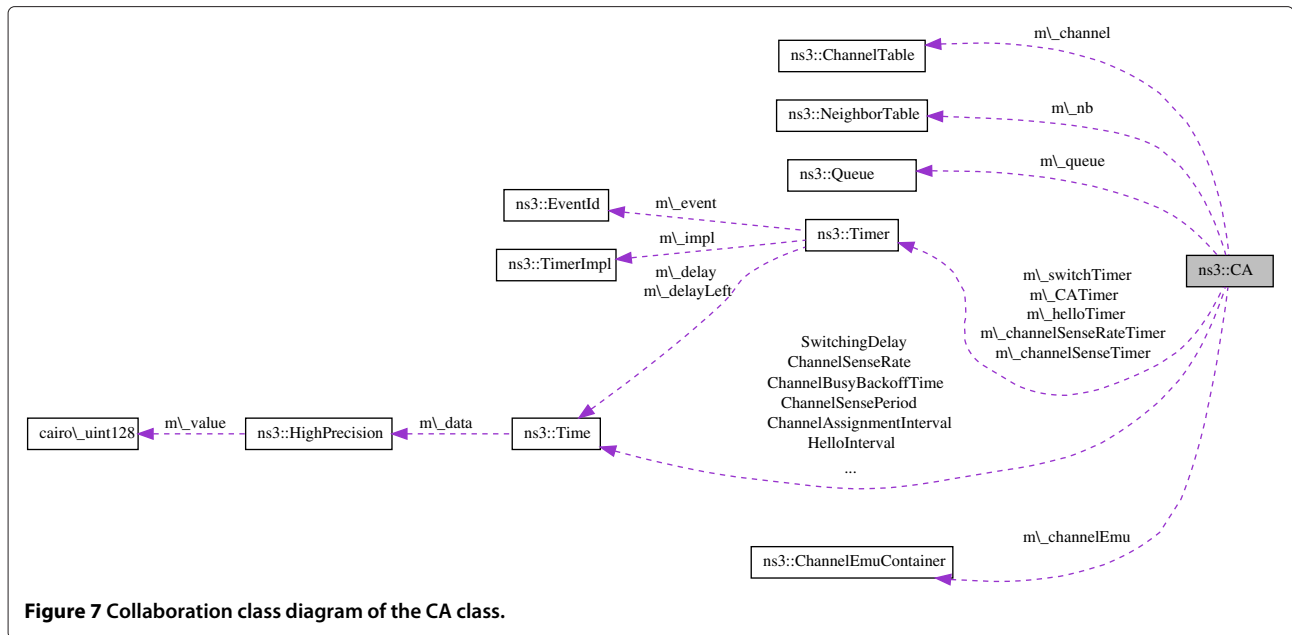 m\_channel
ns3::ChannelTable
m\_nb
ns3::NeighborTable
m\_queue
ns3::Queue
ns3::EventId
m\_event
ns3::Timer
m\_impl
ns3::TimerImpl
m\_delay
m\_delayLeft
ns3::CA
m\_switchTimer
m\_CATimer
m\_helloTimer
m\_channelSenseRateTimer
m\_channelSenseTimer
SwitchingDelay
ChannelSenseRate
ChannelBusyBackoffTime
ChannelSensePeriod
ChannelAssignmentInterval
HelloInterval
...
cairo\_uint128
m\_value
ns3::HighPrecision
m\_data
ns3::Time
m\_channelEmu
ns3::ChannelEmuContainer
Figure 7 Collaboration class diagram of the CA class.